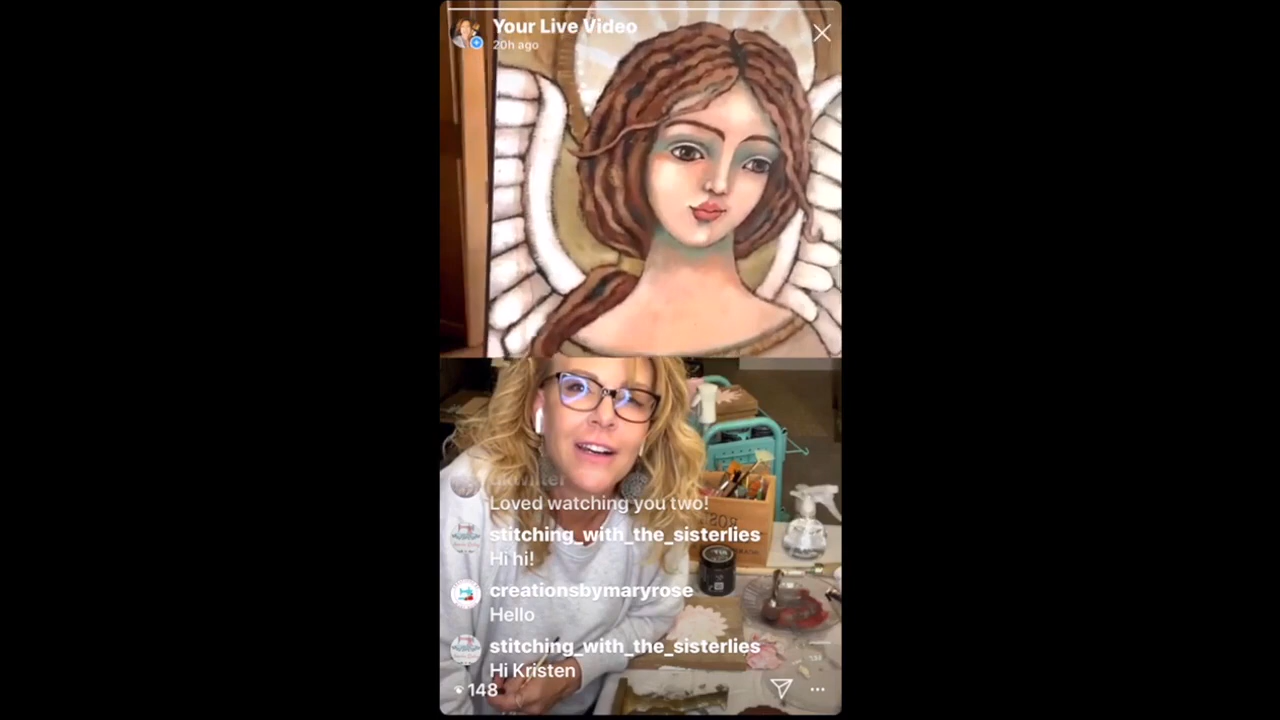 Your Live Video
20h ago
Loved watching you two!
stitching_with_the_sisterlies
Hi hi!
creationsbymaryrose
Hello
stitching_with_the_sisterlies
Hi Kristen
148